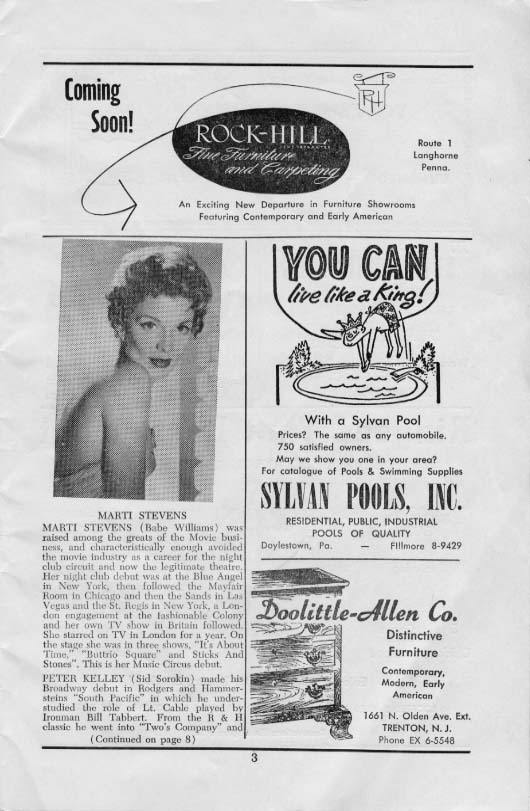 Coming
Soon!
RH
ROCK-HILL
Fine Furniture
and Carpeting
Route 1
Langhorne
Penna.
An Exciting New Departure in Furniture Showrooms
Featuring Contemporary and Early American
MARTI STEVENS
MARTI STEVENS (Babe Williams) was
raised among the greats of the Movie busi-
ness, and characteristically enough avoided
the movie industry as a career for the night
club circuit and now the legitimate theatre.
Her night club debut was at the Blue Angel
in New York, then followed the Mayfair
Room in Chicago and then the Sands in Las
Vegas and the St. Regis in New York, a Lon-
don engagement at the fashionable Colony
and her own TV show in Britain followed.
She starred on TV in London for a year. On
the stage she was in three shows, "It's About
Time," "Buttrio Square" and Sticks And
Stones". This is her Music Circus debut.
PETER KELLEY (Sid Sorokin) made his
Broadway debut in Rodgers and Hammer-
steins "South Pacific" in which he under-
studied the role of Lt. Cable played by
Ironman Bill Tabbert. From the R & H
classic he went into "Two's Company" and
(Continued on page 8)
YOU CAN
live like a King!
With a Sylvan Pool
Prices? The same as any automobile.
750 satisfied owners.
May we show you one in your area?
For catalogue of Pools & Swimming Supplies
SYLVAN POOLS, INC.
RESIDENTIAL, PUBLIC, INDUSTRIAL
POOLS OF QUALITY
Doylestown, Pa. — FIllmore 8-9429
Doolittle-Allen Co.
Distinctive
Furniture
Contemporary,
Modern, Early
American
1661 N. Olden Ave. Ext.
TRENTON, N. J.
Phone EX 6-5548
3